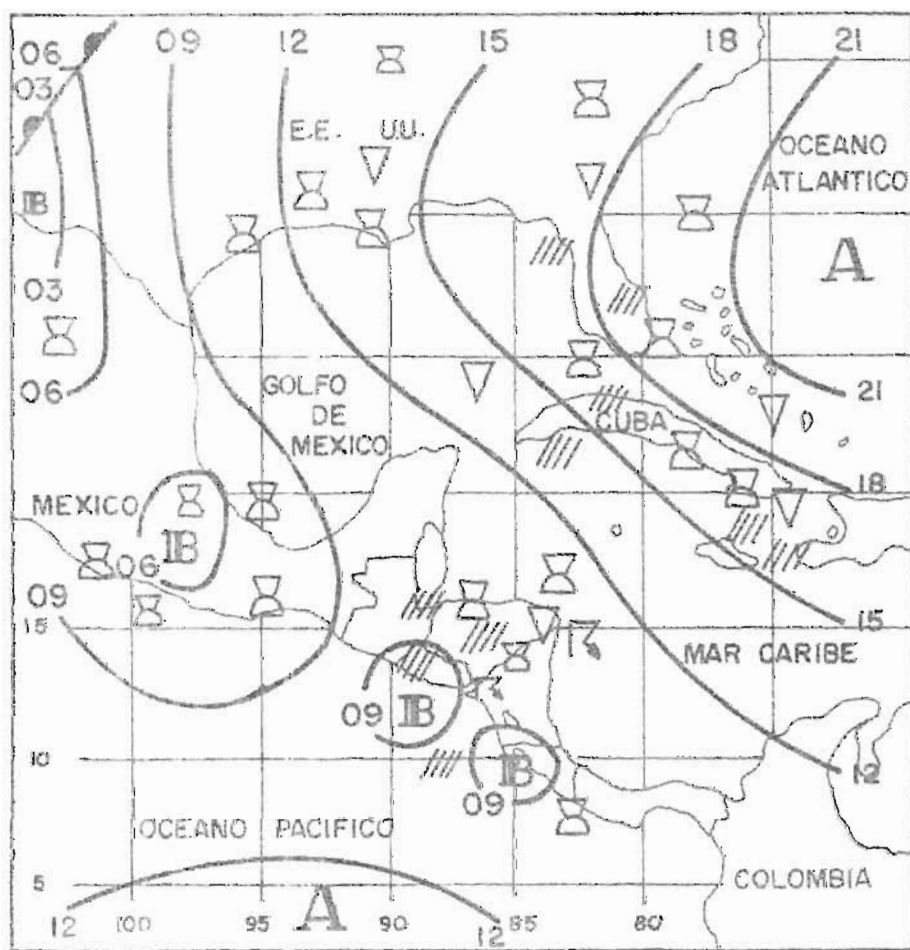 06 09 12 15 18 21
03
E.E. U.U.
OCEANO
ATLANTICO
B
A
03
06
GOLFO
DE
MEXICO
21
CUBA
18
MEXICO
B
06
09
15
15
MAR CARIBE
B
09
10
B
12
09
OCEANO PACIFICO
5
COLOMBIA
A
12 100 95 90 85 80
12